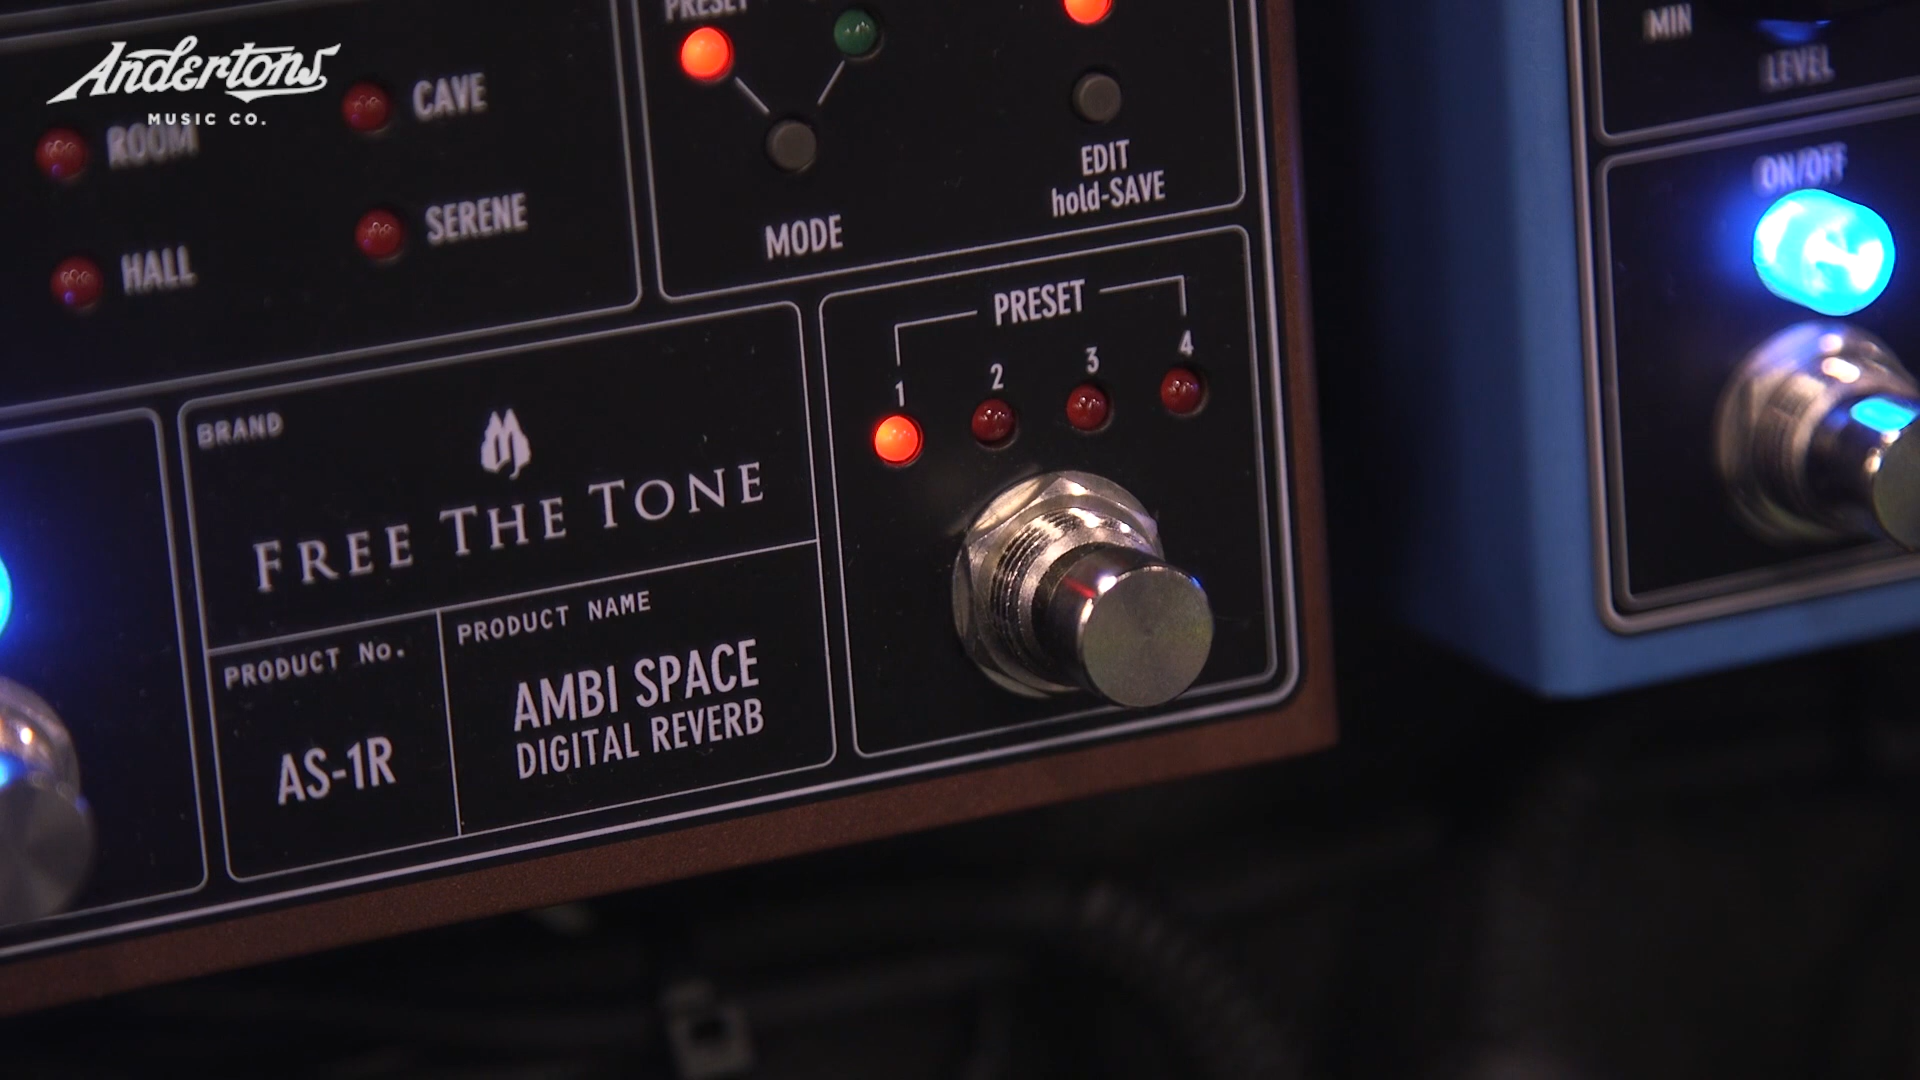 Andertons
MUSIC CO.
ROOM
CAVE
HALL
SERENE
PRESET
MODE
EDIT
hold-SAVE
PRESET
1 2 3 4
BRAND
FREE THE TONE
PRODUCT No.
AS-1R
PRODUCT NAME
AMBI SPACE
DIGITAL REVERB
MIN
LEVEL
ON/OFF